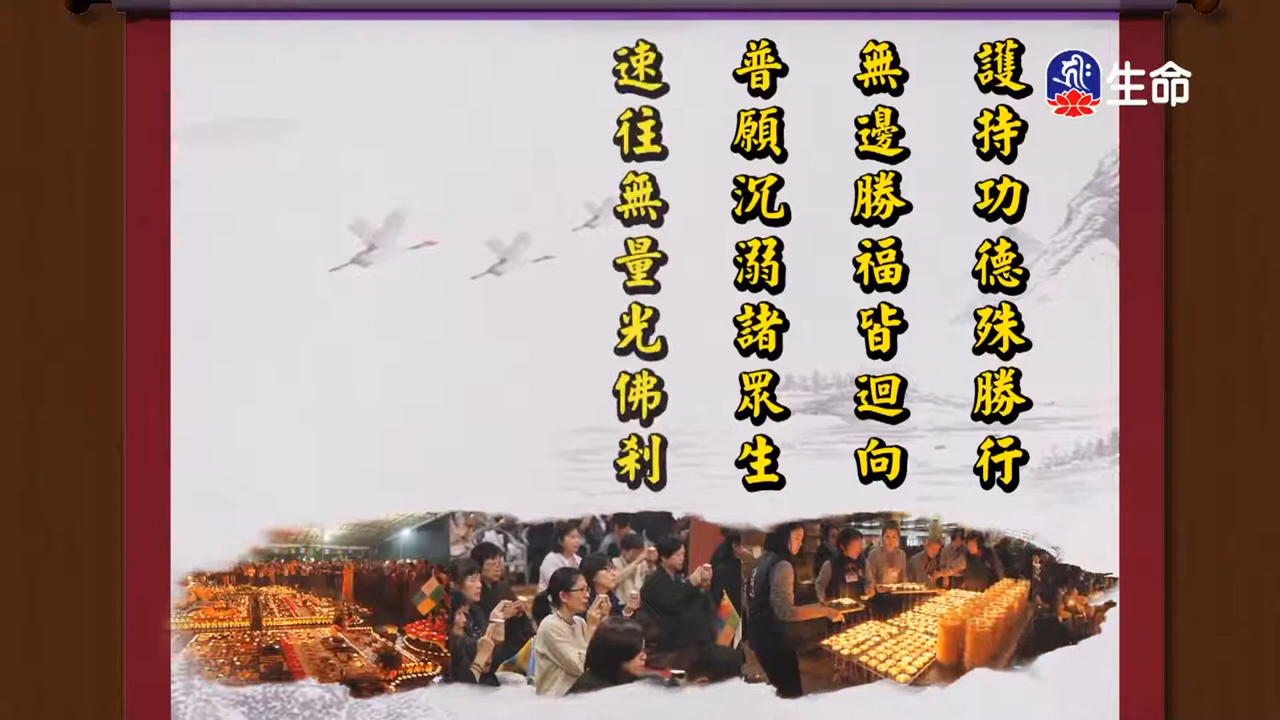 護持功德殊勝行
無邊勝福皆迴向
普願沉溺諸眾生
速往無量光佛刹
生命